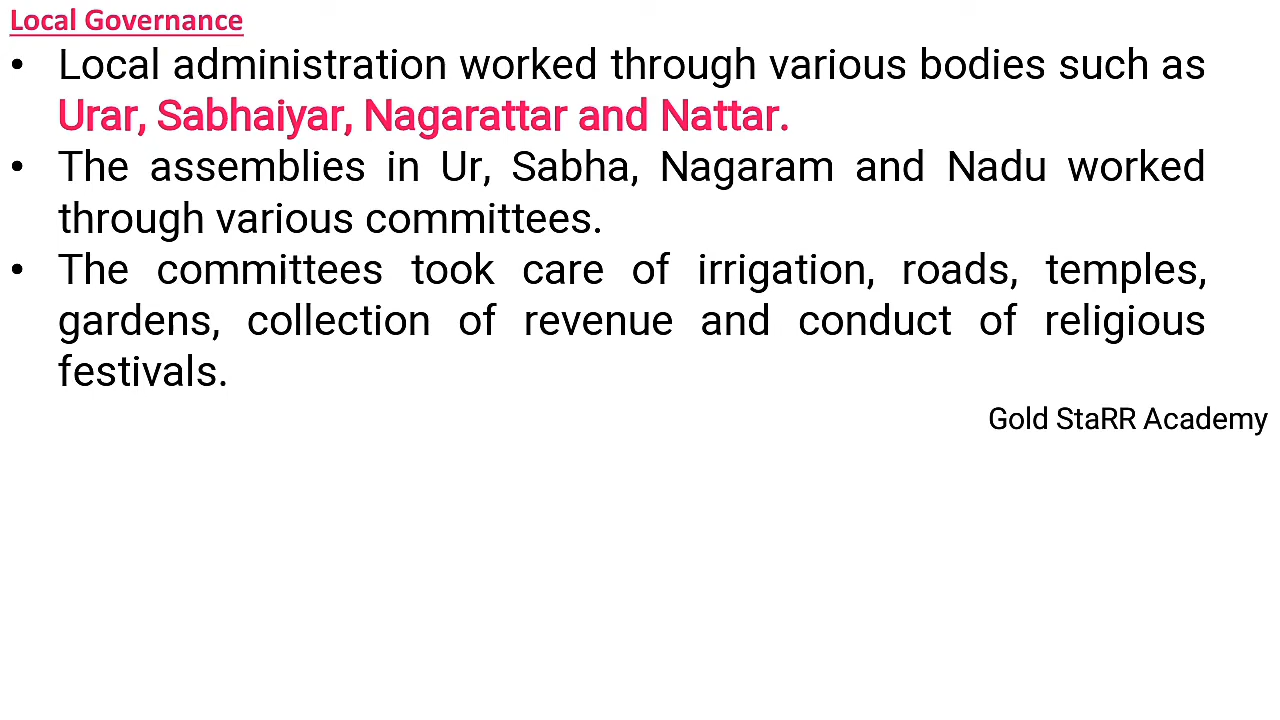 Local Governance
• Local administration worked through various bodies such as
Urar, Sabhaiyar, Nagarattar and Nattar.
• The assemblies in Ur, Sabha, Nagaram and Nadu worked
through various committees.
• The committees took care of irrigation, roads, temples,
gardens, collection of revenue and conduct of religious
festivals.
Gold StaRR Academy